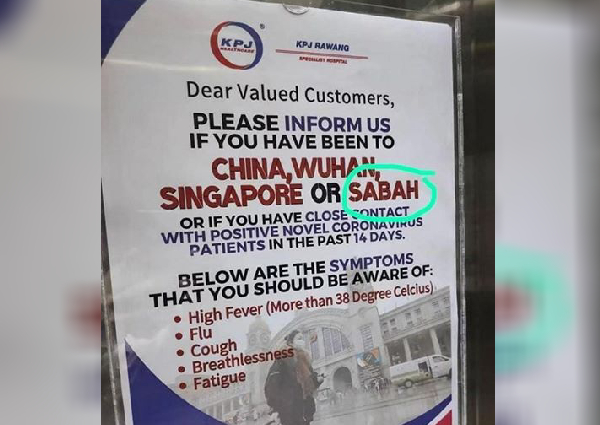 KPJ
HEALTHCARE
KPJ RAWANG
SPECIALIST HOSPITAL
Dear Valued Customers,
PLEASE INFORM US
IF YOU HAVE BEEN TO
CHINA,WUHAN,
SINGAPORE OR SABAH
OR IF YOU HAVE CLOSE CONTACT
WITH POSITIVE NOVEL CORONAVIRUS
PATIENTS IN THE PAST 14 DAYS.
BELOW ARE THE SYMPTOMS
THAT YOU SHOULD BE AWARE OF:
• High Fever (More than 38 Degree Celcius)
• Flu
• Cough
• Breathlessness
• Fatigue